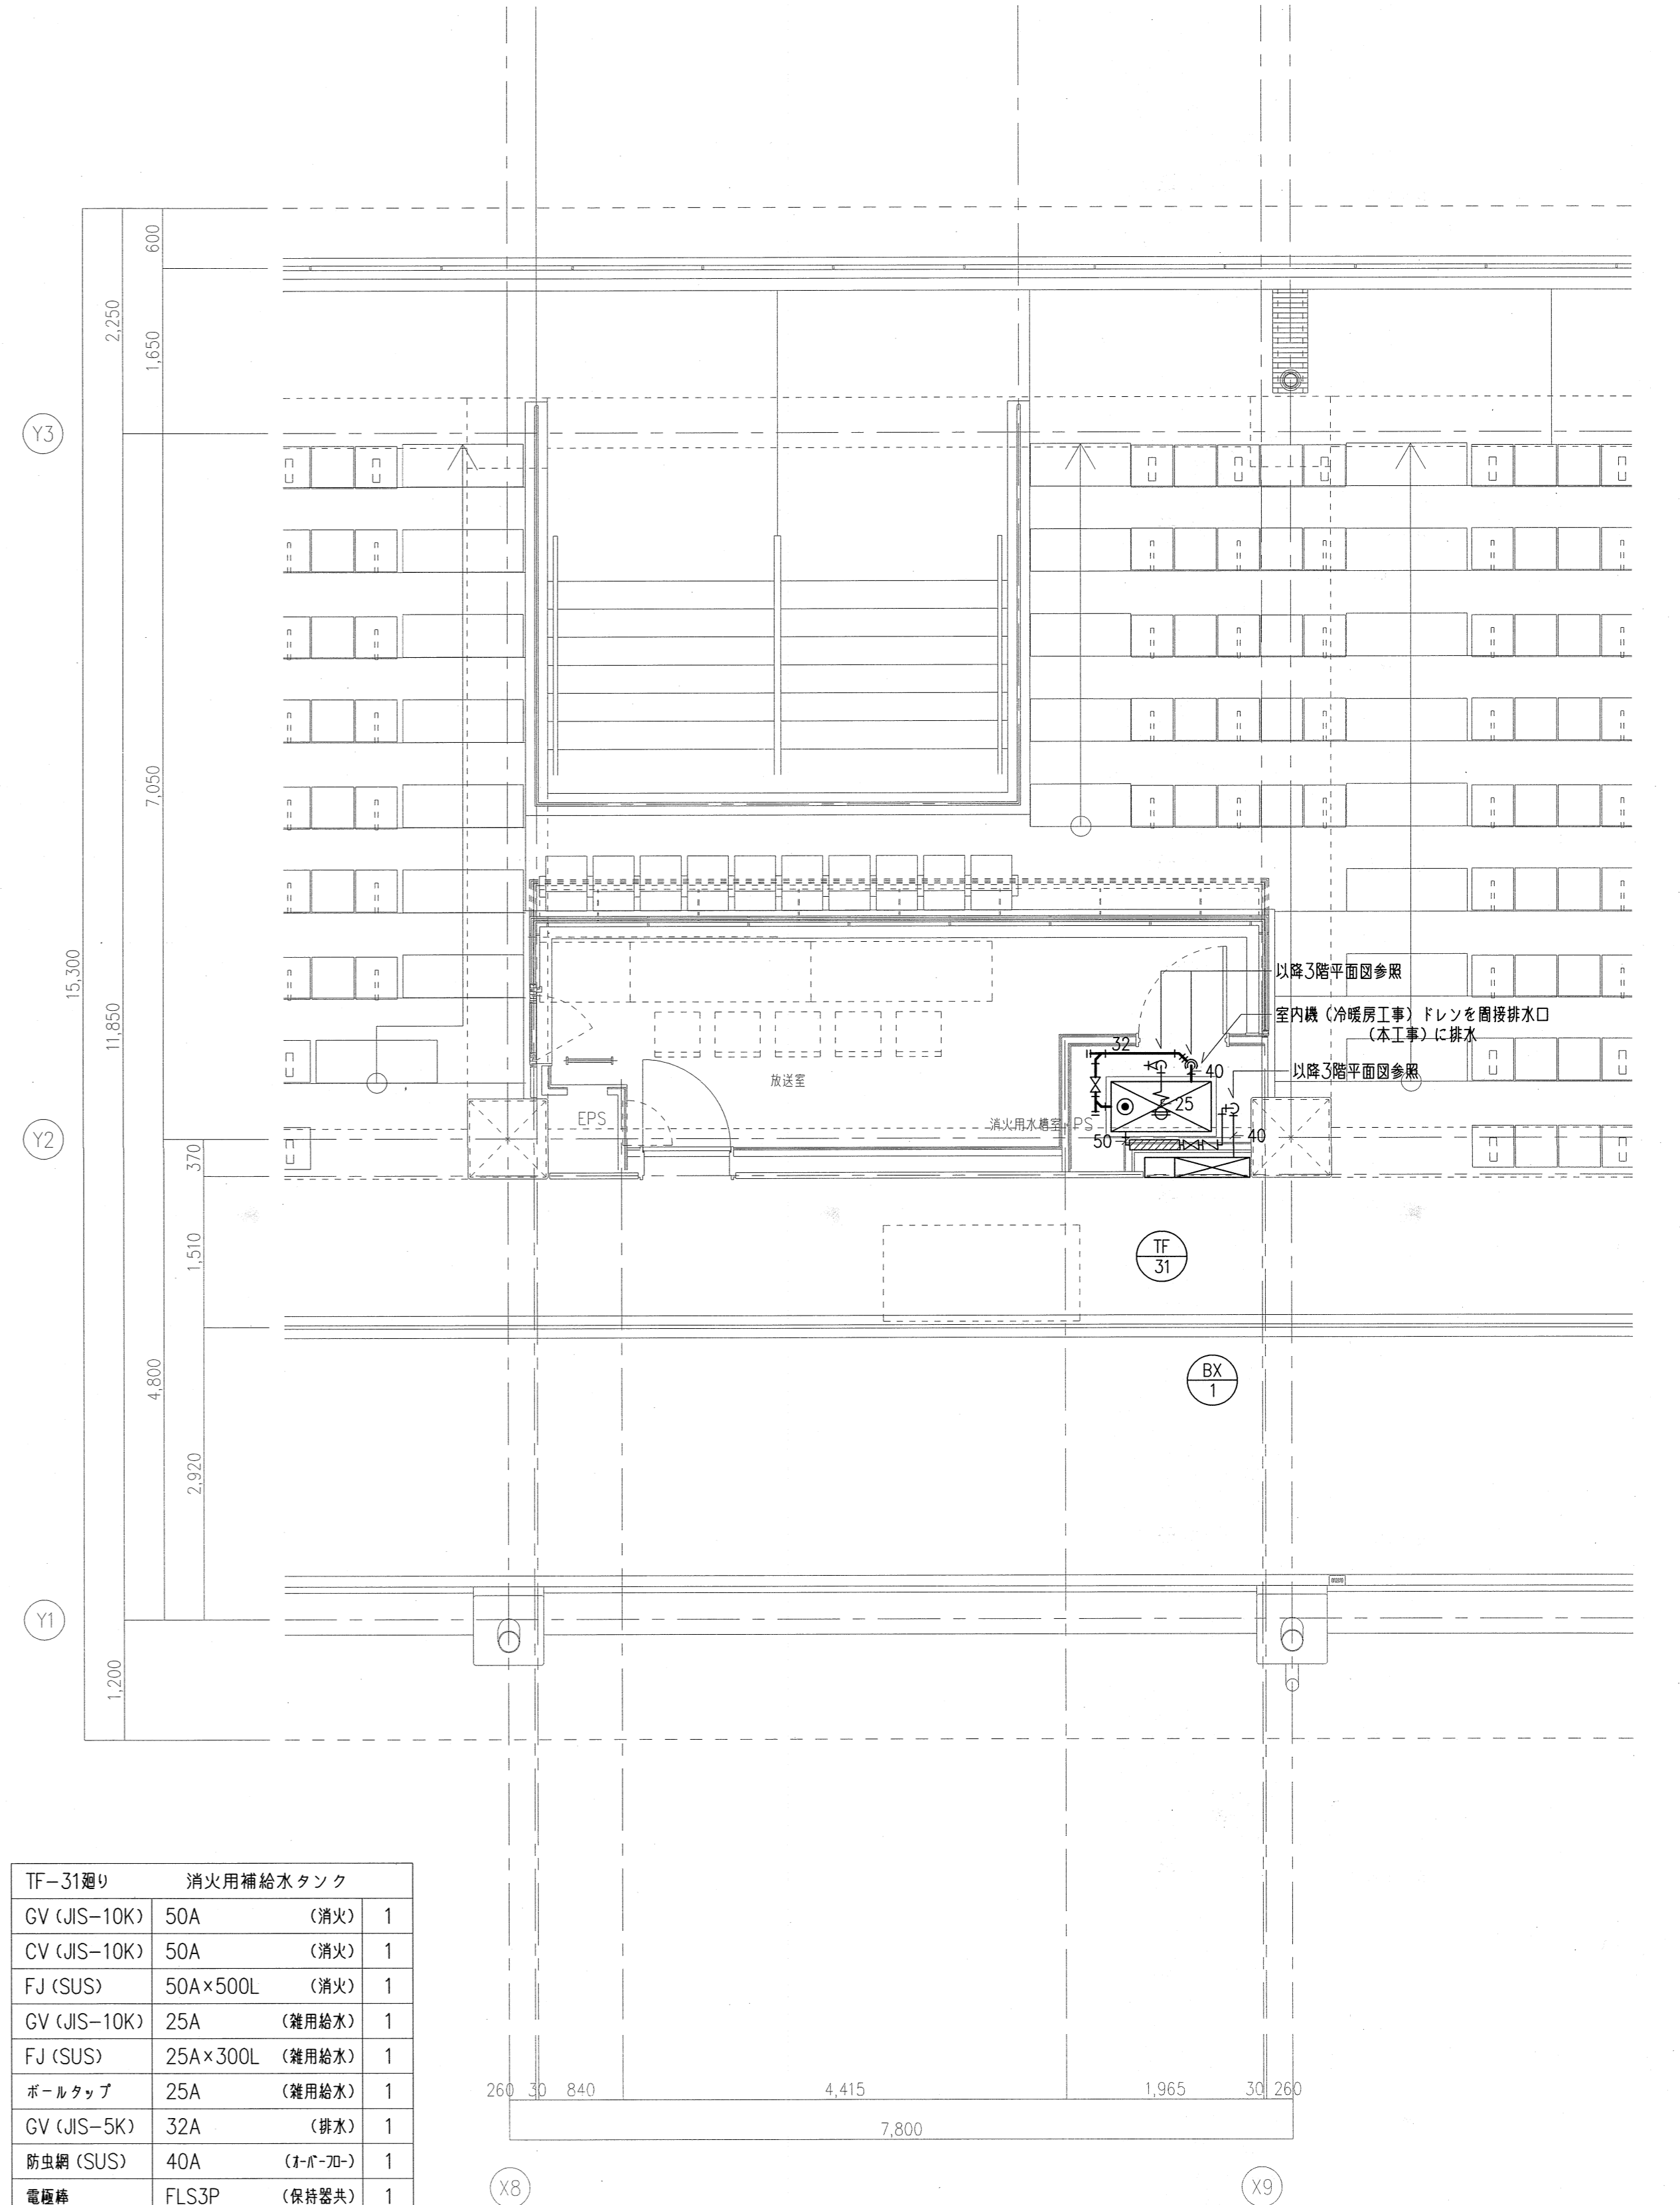 600
2,250
1,650
Y3
7,050
15,300
11,850
以降3階平面図参照
室内機（冷暖房工事）ドレンを間接排水口
（本工事）に排水
以降3階平面図参照
32
40
25
放送室
EPS
消火用水槽室
PS
50
40
Y2
370
1,510
TF
31
4,800
BX
1
2,920
Y1
1,200
TF-31廻り 消火用補給水タンク
GV (JIS-10K) 50A （消火） 1
CV (JIS-10K) 50A （消火） 1
FJ (SUS) 50A×500L （消火） 1
GV (JIS-10K) 25A （雑用給水） 1
FJ (SUS) 25A×300L （雑用給水） 1
ボールタップ 25A （雑用給水） 1
GV (JIS-5K) 32A （排水） 1
防虫網 (SUS) 40A （オーバーフロー） 1
電極棒 FLS3P （保持器共） 1
260 30 840 4,415 1,965 30 260
7,800
X8
X9